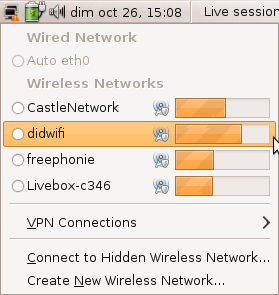 dim oct 26, 15:08 Live session
Wired Network
Auto eth0
Wireless Networks
CastleNetwork
didwifi
freephonie
Livebox-c346
VPN Connections
Connect to Hidden Wireless Network...
Create New Wireless Network...